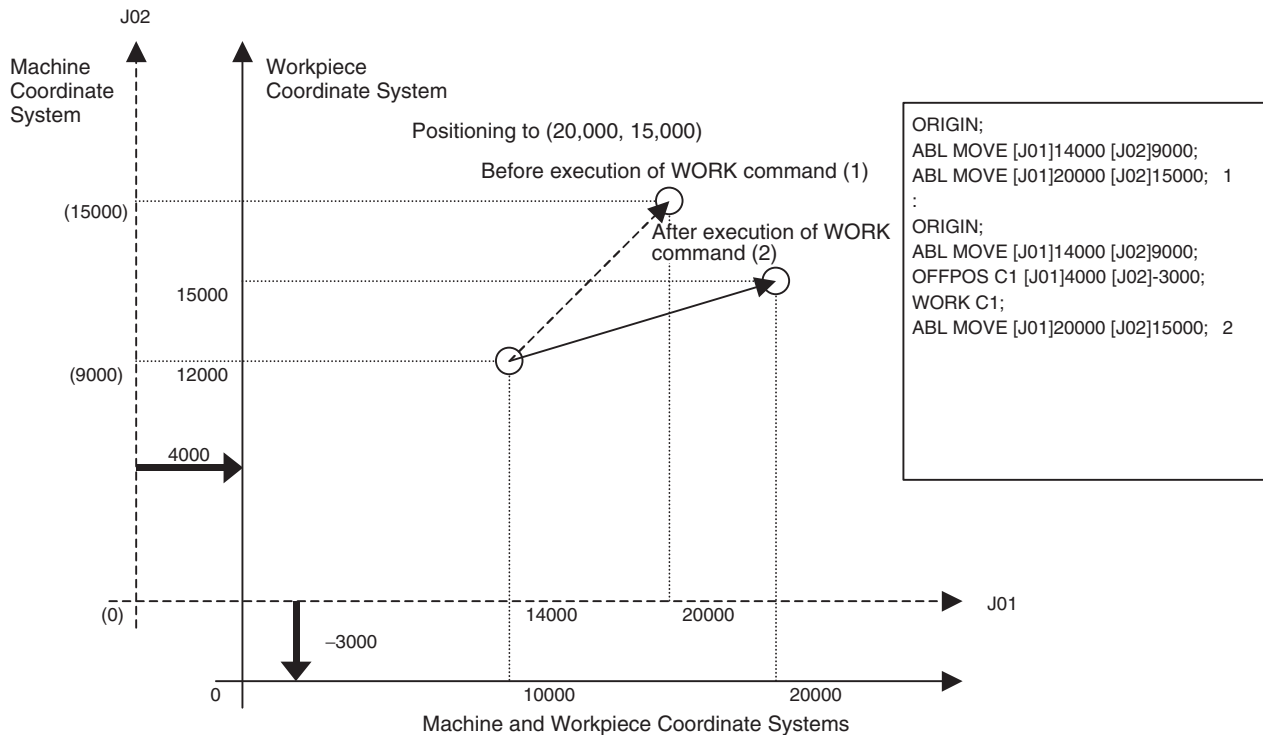 J02
Machine
Coordinate
System
Workpiece
Coordinate System
Positioning to (20,000, 15,000)
Before execution of WORK command (1)
(15000)
After execution of WORK
command (2)
15000
(9000)
12000
4000
(0)
14000
20000
J01
–3000
0
10000
20000
Machine and Workpiece Coordinate Systems
ORIGIN;
ABL MOVE [J01]14000 [J02]9000;
ABL MOVE [J01]20000 [J02]15000; 1
:
ORIGIN;
ABL MOVE [J01]14000 [J02]9000;
OFFPOS C1 [J01]4000 [J02]-3000;
WORK C1;
ABL MOVE [J01]20000 [J02]15000; 2